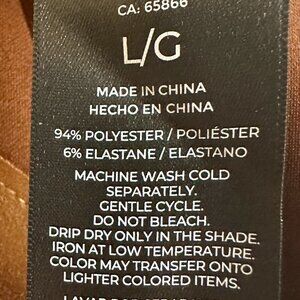 CA: 65866
L/G
MADE IN CHINA
HECHO EN CHINA
94% POLYESTER / POLIÉSTER
6% ELASTANE / ELASTANO
MACHINE WASH COLD
SEPARATELY.
GENTLE CYCLE.
DO NOT BLEACH.
DRIP DRY ONLY IN THE SHADE.
IRON AT LOW TEMPERATURE.
COLOR MAY TRANSFER ONTO
LIGHTER COLORED ITEMS.